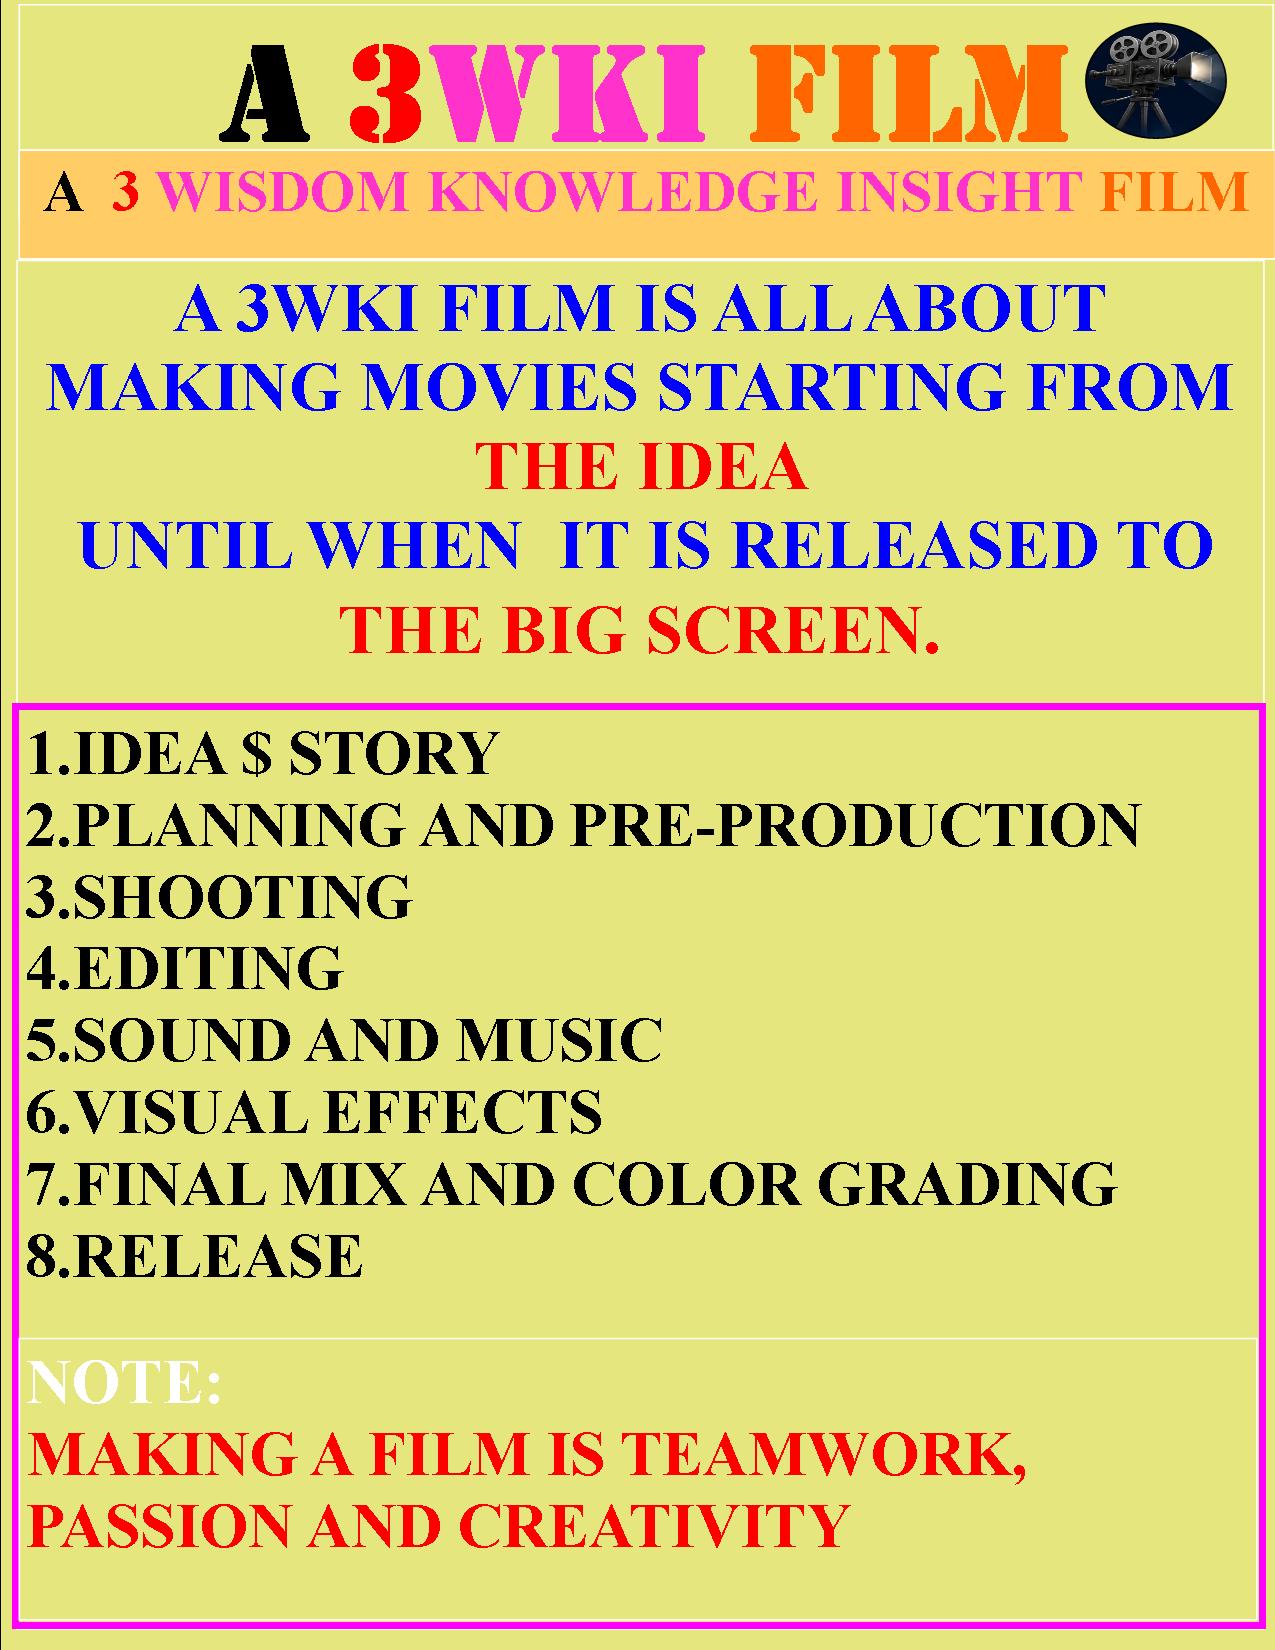 A 3WKI FILM
A 3 WISDOM KNOWLEDGE INSIGHT FILM
A 3WKI FILM IS ALL ABOUT
MAKING MOVIES STARTING FROM
THE IDEA
UNTIL WHEN IT IS RELEASED TO
THE BIG SCREEN.
1.IDEA $ STORY
2.PLANNING AND PRE-PRODUCTION
3.SHOOTING
4.EDITING
5.SOUND AND MUSIC
6.VISUAL EFFECTS
7.FINAL MIX AND COLOR GRADING
8.RELEASE
NOTE:
MAKING A FILM IS TEAMWORK,
PASSION AND CREATIVITY